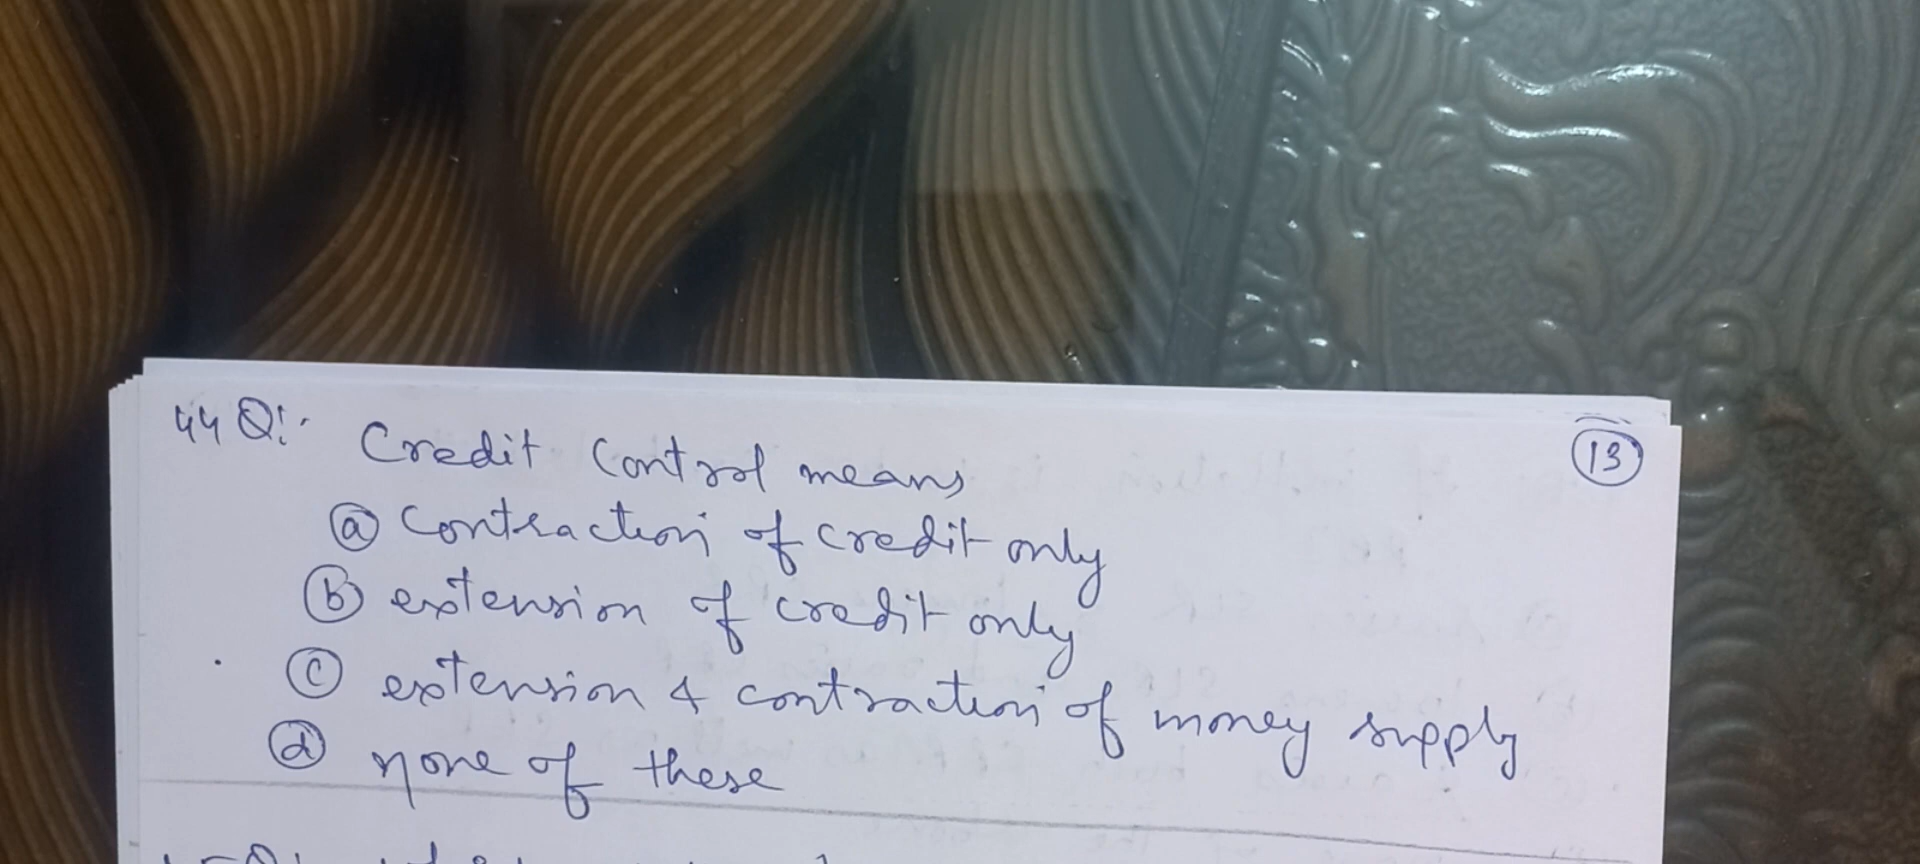 44 Q:- Credit Control means
13
(a) contraction of credit only
(b) extension of credit only
(c) extension & contraction of money supply
(d) none of these